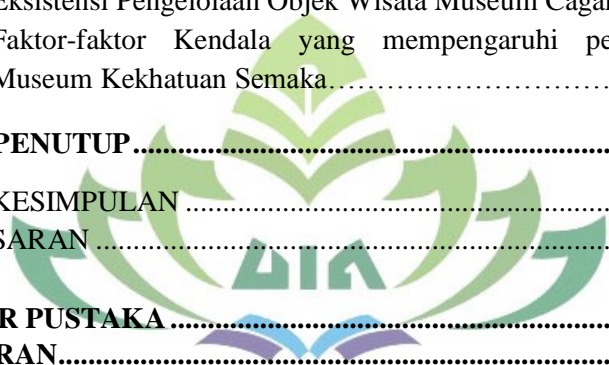 Eksistensi Pengelolaan Objek Wisata Museum Cagar
Faktor-faktor Kendala yang mempengaruhi pe
Museum Kekhatuan Semaka………………………
PENUTUP.......................................................................
KESIMPULAN ...............................................................
SARAN ...........................................................................
UIN
R PUSTAKA ..................................................................
RAN................................................................................